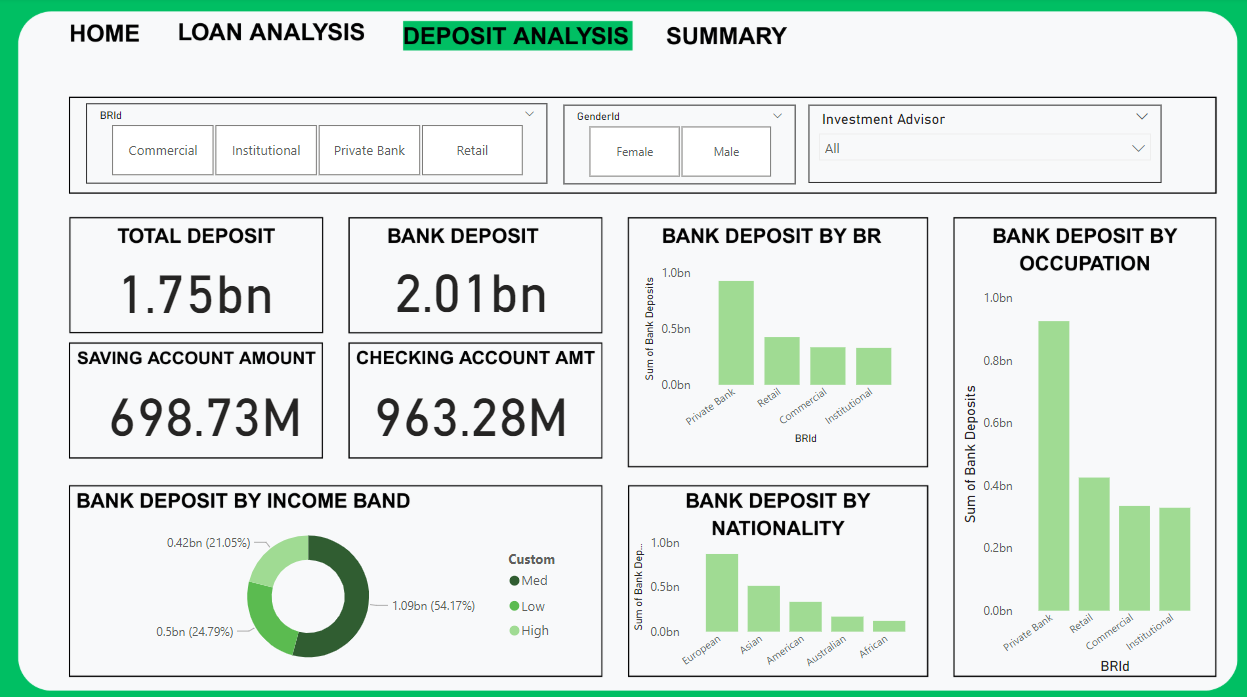 HOME LOAN ANALYSIS DEPOSIT ANALYSIS SUMMARY
BRId
Commercial Institutional Private Bank Retail
GenderId
Female Male
Investment Advisor
All
TOTAL DEPOSIT
1.75bn
BANK DEPOSIT
2.01bn
SAVING ACCOUNT AMOUNT
698.73M
CHECKING ACCOUNT AMT
963.28M
BANK DEPOSIT BY BR
Sum of Bank Deposits
1.0bn
0.5bn
0.0bn
Private Bank
Retail
Commercial
Institutional
BRId
BANK DEPOSIT BY
OCCUPATION
Sum of Bank Deposits
1.0bn
0.8bn
0.6bn
0.4bn
0.2bn
0.0bn
Private Bank
Retail
Commercial
Institutional
BRId
BANK DEPOSIT BY INCOME BAND
0.42bn (21.05%)
1.09bn (54.17%)
0.5bn (24.79%)
Custom
Med
Low
High
BANK DEPOSIT BY
NATIONALITY
Sum of Bank Dep...
1.0bn
0.5bn
0.0bn
European
Asian
American
Australian
African